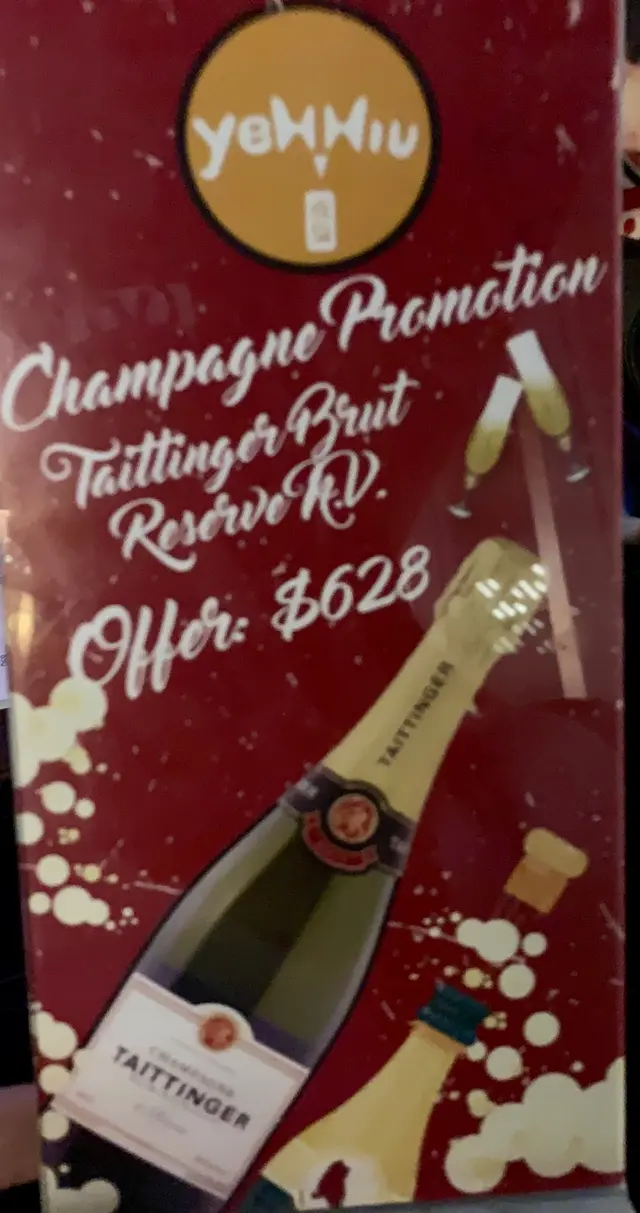 yeHHiu
Champagne Promotion
Taittinger Brut
Reserve N.V.
Offer: $628
TAITTINGER
CHAMPAGNE
TAITTINGER